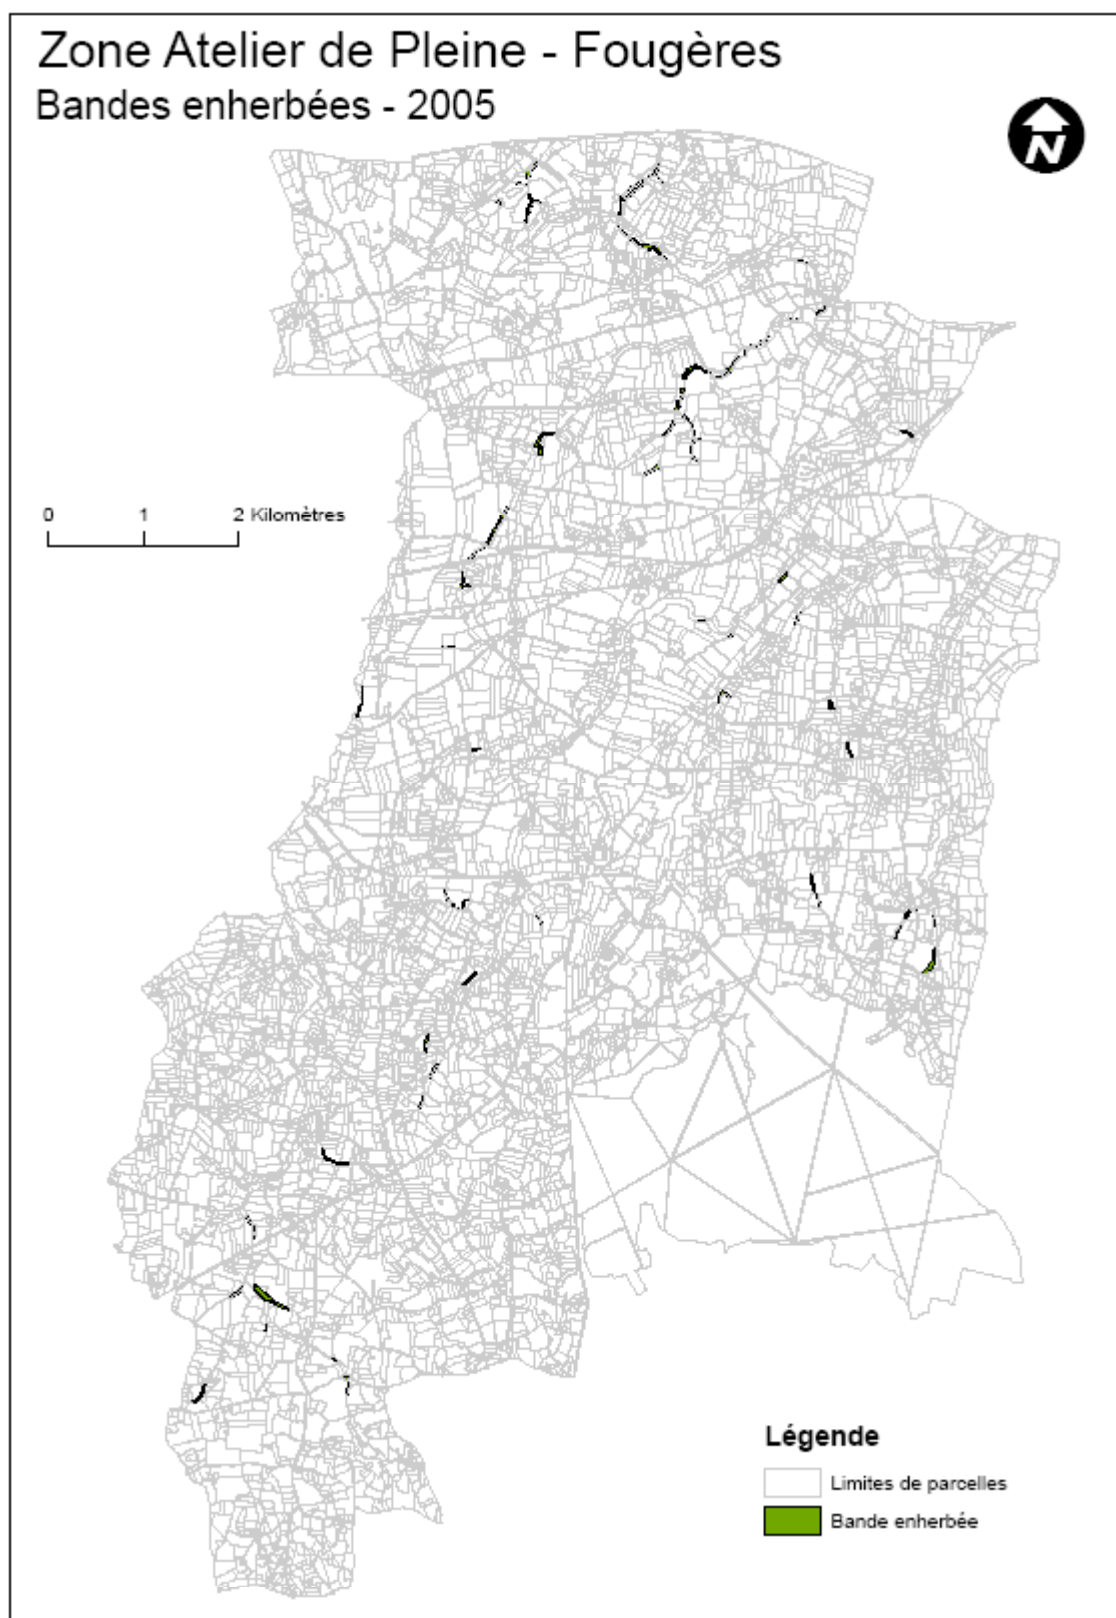 Zone Atelier de Pleine - Fougères
Bandes enherbées - 2005
N
0 1 2 Kilomètres
Légende
Limites de parcelles
Bande enherbée